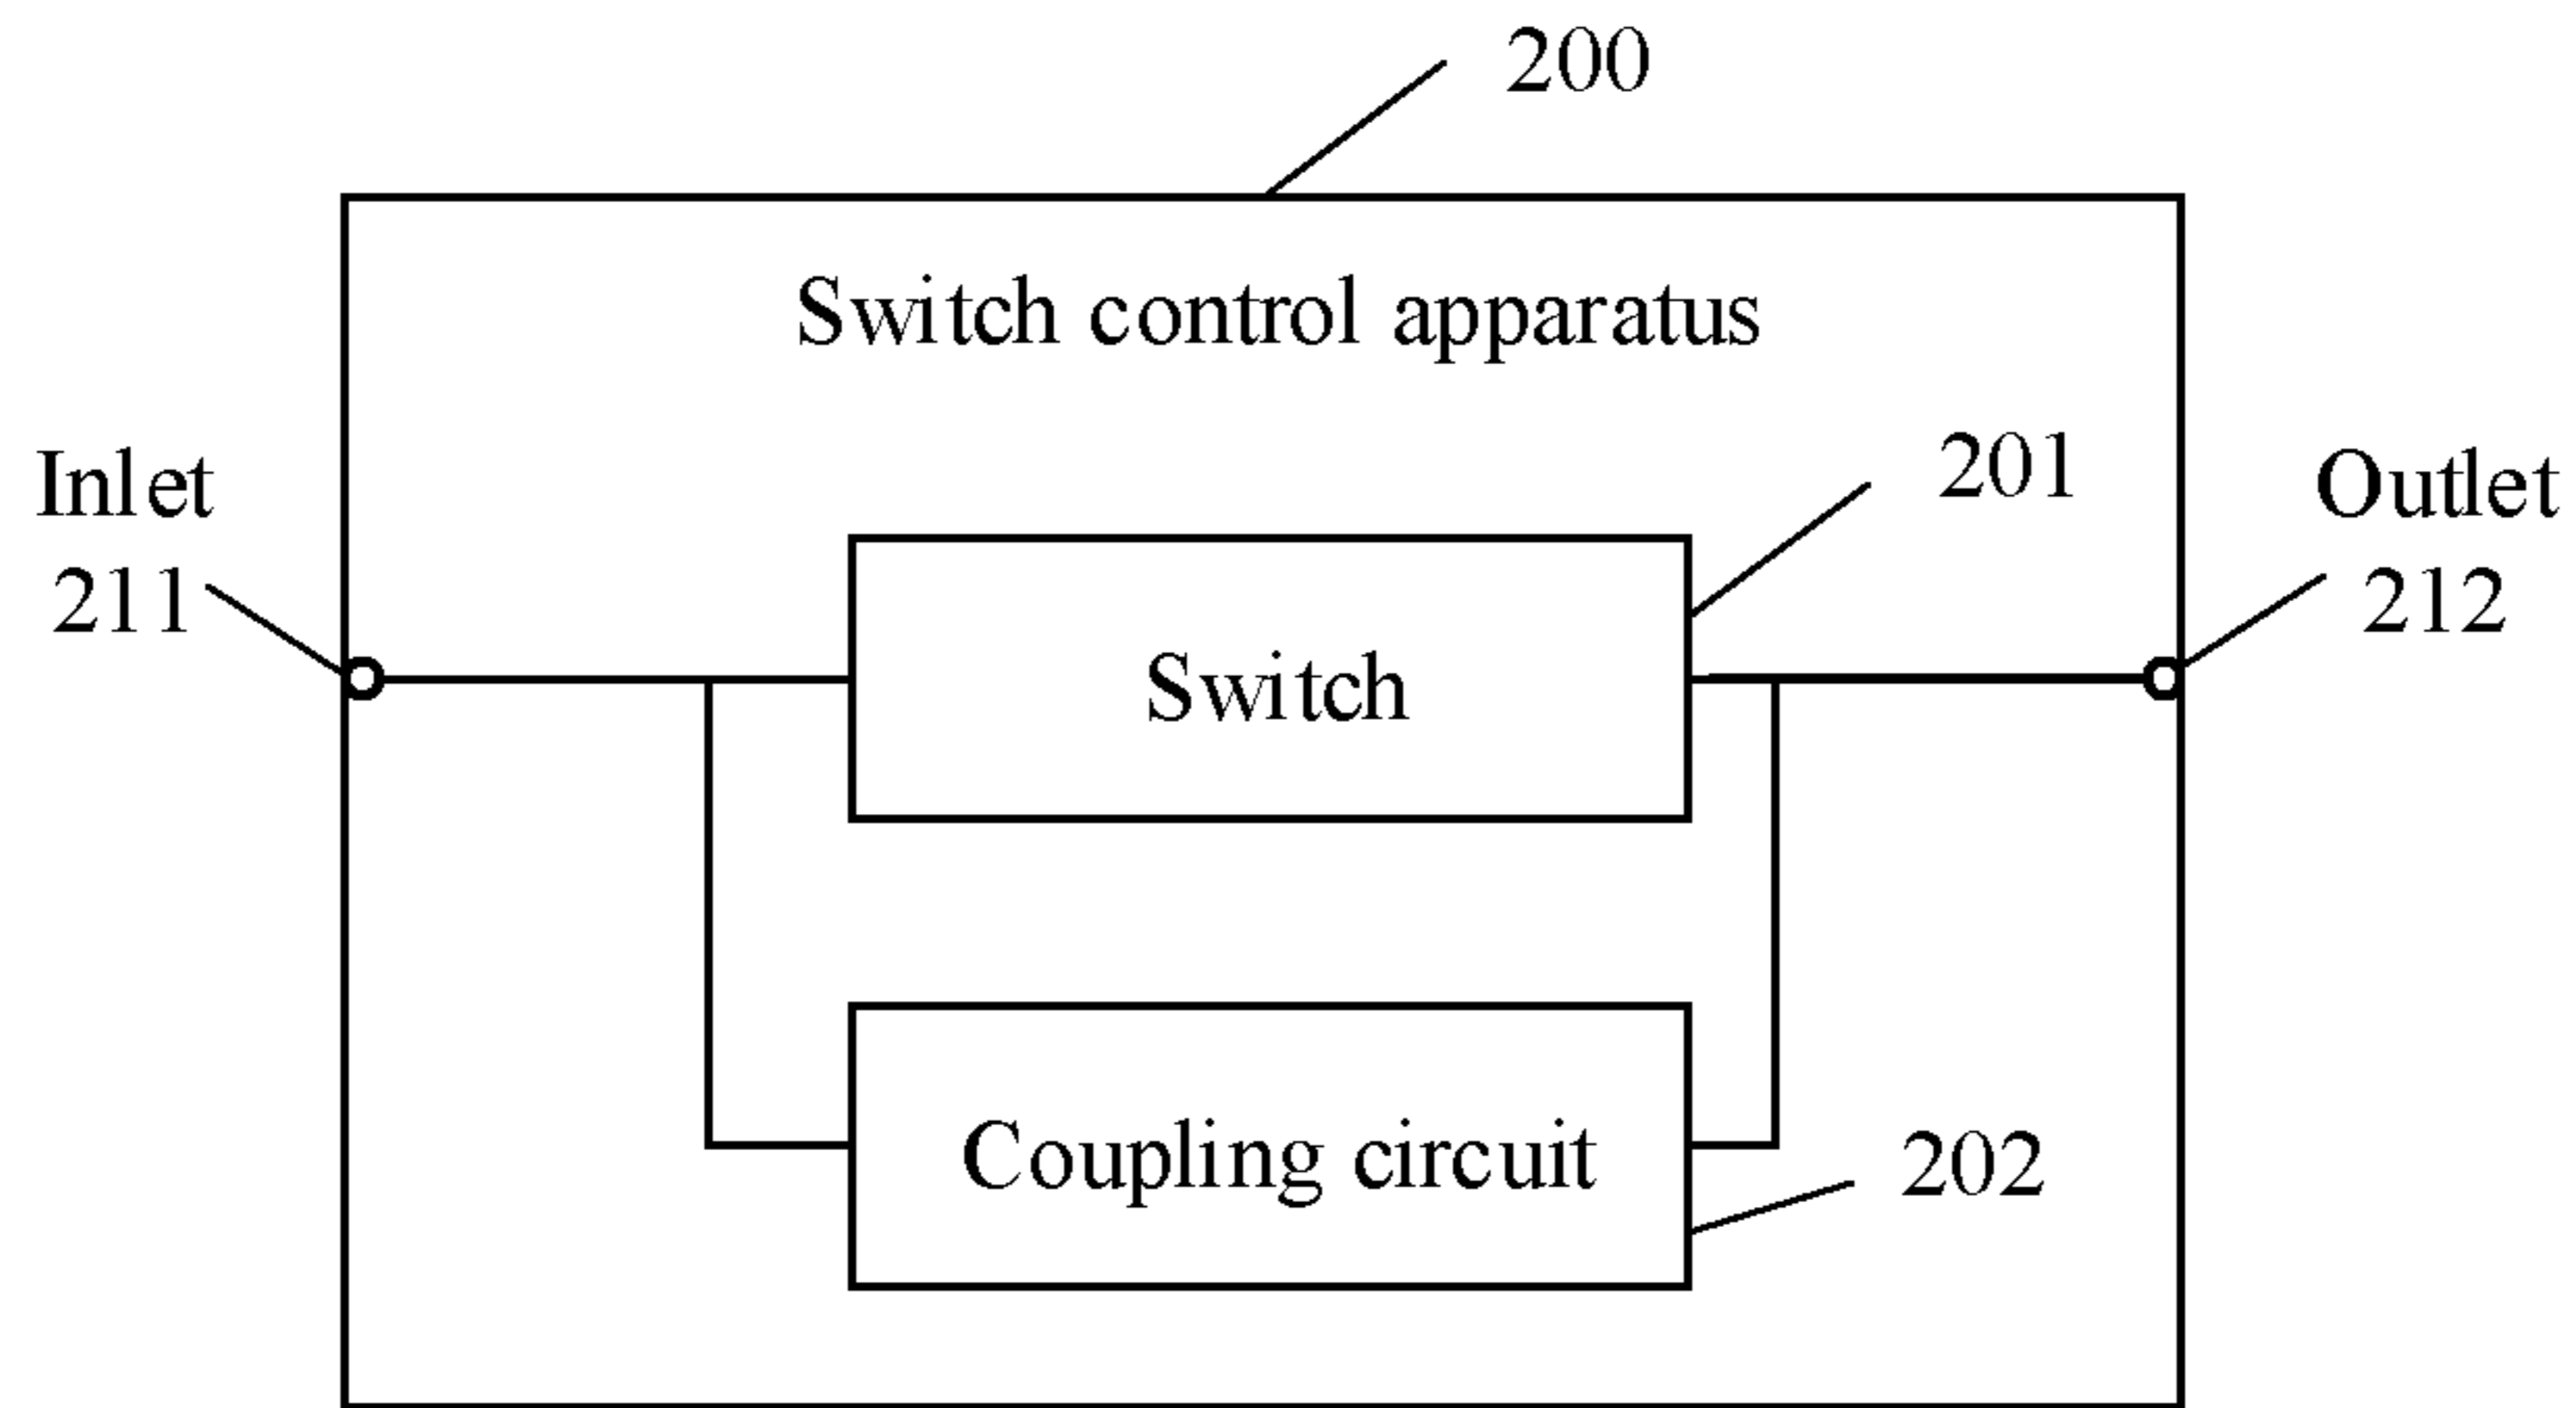 200
Switch control apparatus
201
Inlet
211
Outlet
212
Switch
Coupling circuit
202